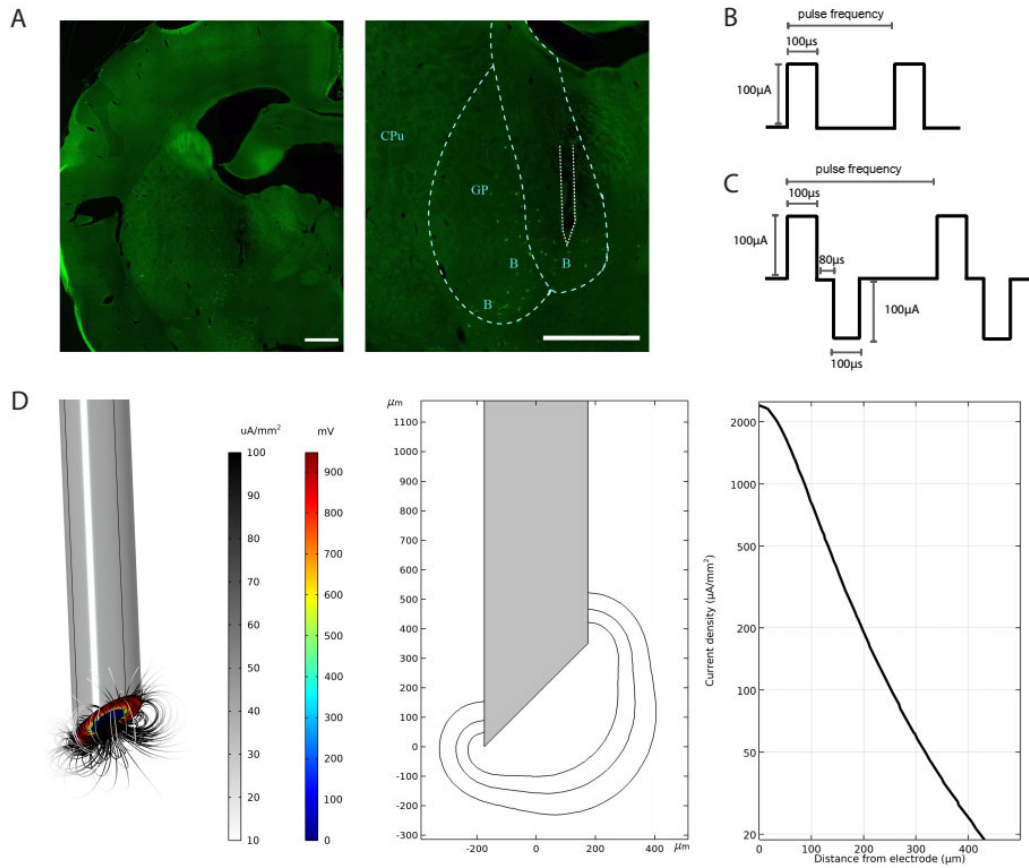 A
CPu
GP
B
B
B
B
pulse frequency
100µs
100µA
C
pulse frequency
100µs
100µA
80µs
100µA
100µs
D
uA/mm²
100
90
80
70
60
50
40
30
20
10
mV
900
800
700
600
500
400
300
200
100
0
µm
1100
1000
900
800
700
600
500
400
300
200
100
0
-100
-200
-300
-200
0
200
400
µm
Current density (µA/mm²)
2000
1000
500
200
100
50
20
0
100
200
300
400
Distance from electrode (µm)